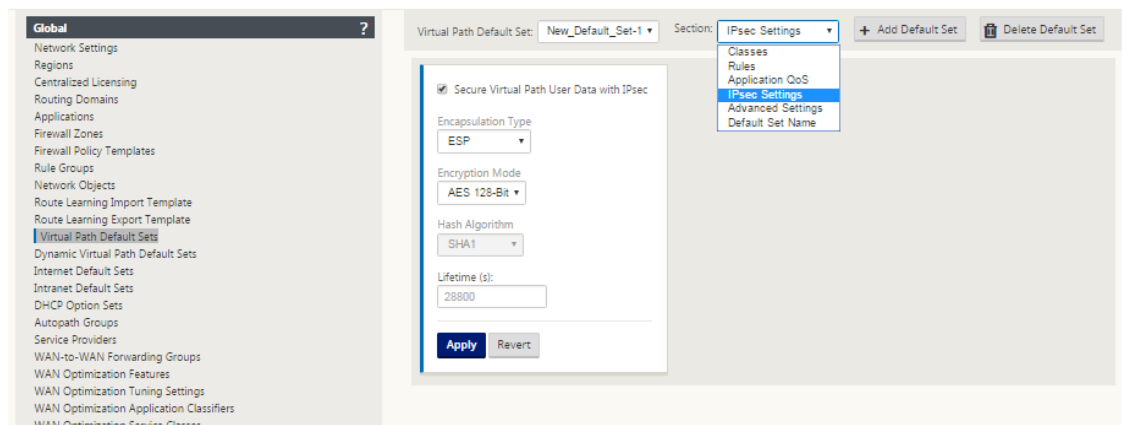 Global ?
Network Settings
Regions
Centralized Licensing
Routing Domains
Applications
Firewall Zones
Firewall Policy Templates
Rule Groups
Network Objects
Route Learning Import Template
Route Learning Export Template
Virtual Path Default Sets
Dynamic Virtual Path Default Sets
Internet Default Sets
Intranet Default Sets
DHCP Option Sets
Autopath Groups
Service Providers
WAN-to-WAN Forwarding Groups
WAN Optimization Features
WAN Optimization Tuning Settings
WAN Optimization Application Classifiers
WAN Optimization Service Classes
Virtual Path Default Set: New_Default_Set-1 Section: IPsec Settings + Add Default Set Delete Default Set
Classes
Rules
Application QoS
IPsec Settings
Advanced Settings
Default Set Name
Secure Virtual Path User Data with IPsec
Encapsulation Type
ESP
Encryption Mode
AES 128-Bit
Hash Algorithm
SHA1
Lifetime (s):
28800
Apply Revert